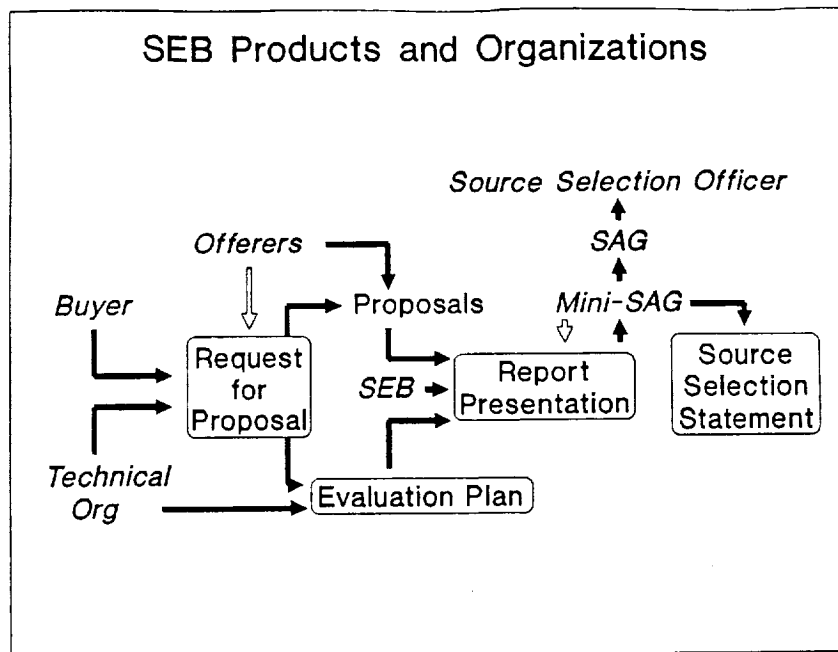 SEB Products and Organizations
Source Selection Officer
Offerers
SAG
Buyer
Proposals
Mini-SAG
Request
for
Proposal
SEB
Report
Presentation
Source
Selection
Statement
Technical
Org
Evaluation Plan